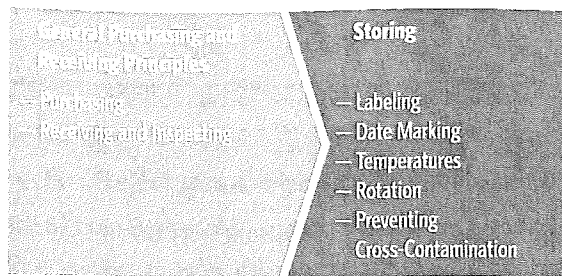 General Purchasing and
Receiving Principles
— Purchasing
— Receiving and Inspecting
Storing
— Labeling
— Date Marking
— Temperatures
— Rotation
— Preventing
Cross-Contamination